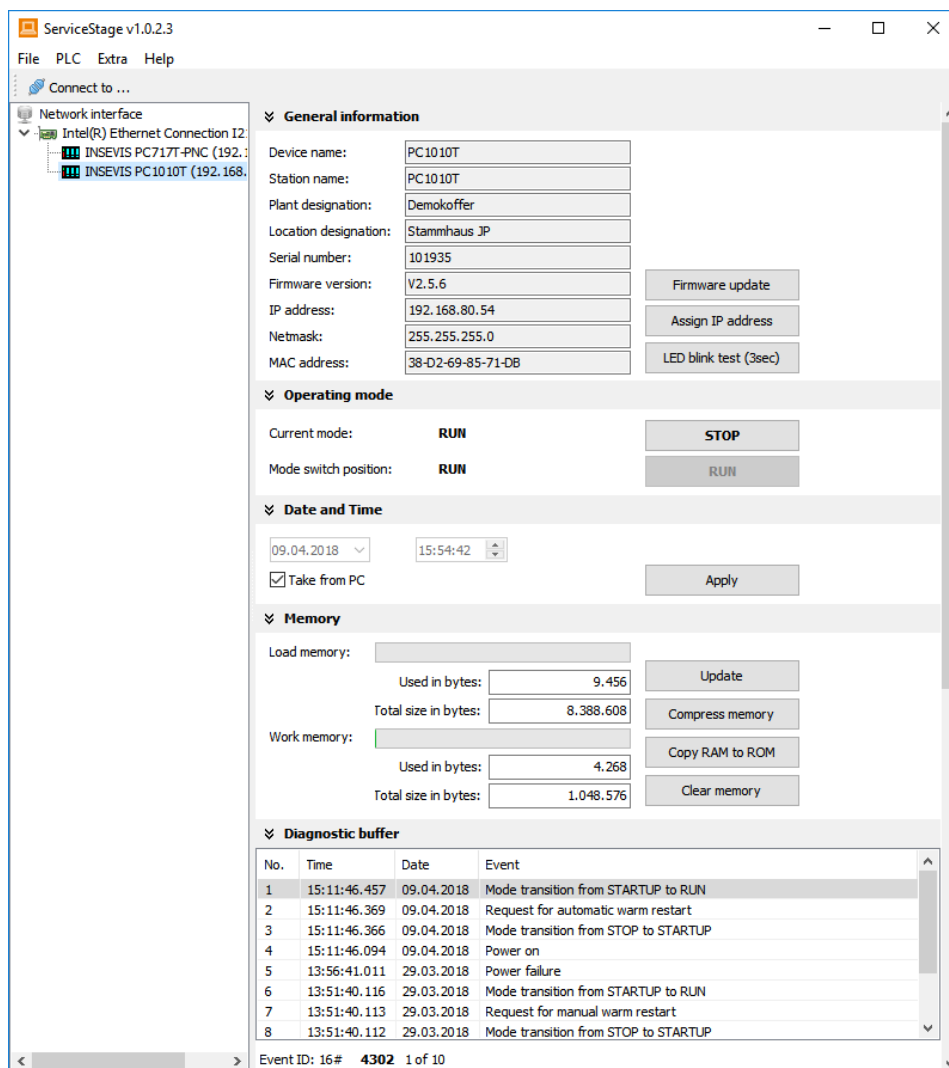 ServiceStage v1.0.2.3
File PLC Extra Help
Connect to ...
Network interface
Intel(R) Ethernet Connection I2
INSEVIS PC717T-PNC (192.1
INSEVIS PC1010T (192.168.
General information
Device name: PC1010T
Station name: PC1010T
Plant designation: Demokoffer
Location designation: Stammhaus JP
Serial number: 101935
Firmware version: V2.5.6 Firmware update
IP address: 192.168.80.54
Assign IP address
Netmask: 255.255.255.0
MAC address: 38-D2-69-85-71-DB LED blink test (3sec)
Operating mode
Current mode: RUN STOP
Mode switch position: RUN RUN
Date and Time
09.04.2018 15:54:42
Take from PC Apply
Memory
Load memory:
Used in bytes: 9.456 Update
Total size in bytes: 8.388.608 Compress memory
Work memory:
Copy RAM to ROM
Used in bytes: 4.268
Total size in bytes: 1.048.576 Clear memory
Diagnostic buffer
No. Time Date Event
1 15:11:46.457 09.04.2018 Mode transition from STARTUP to RUN
2 15:11:46.369 09.04.2018 Request for automatic warm restart
3 15:11:46.366 09.04.2018 Mode transition from STOP to STARTUP
4 15:11:46.094 09.04.2018 Power on
5 13:56:41.011 29.03.2018 Power failure
6 13:51:40.116 29.03.2018 Mode transition from STARTUP to RUN
7 13:51:40.113 29.03.2018 Request for manual warm restart
8 13:51:40.112 29.03.2018 Mode transition from STOP to STARTUP
Event ID: 16# 4302 1 of 10